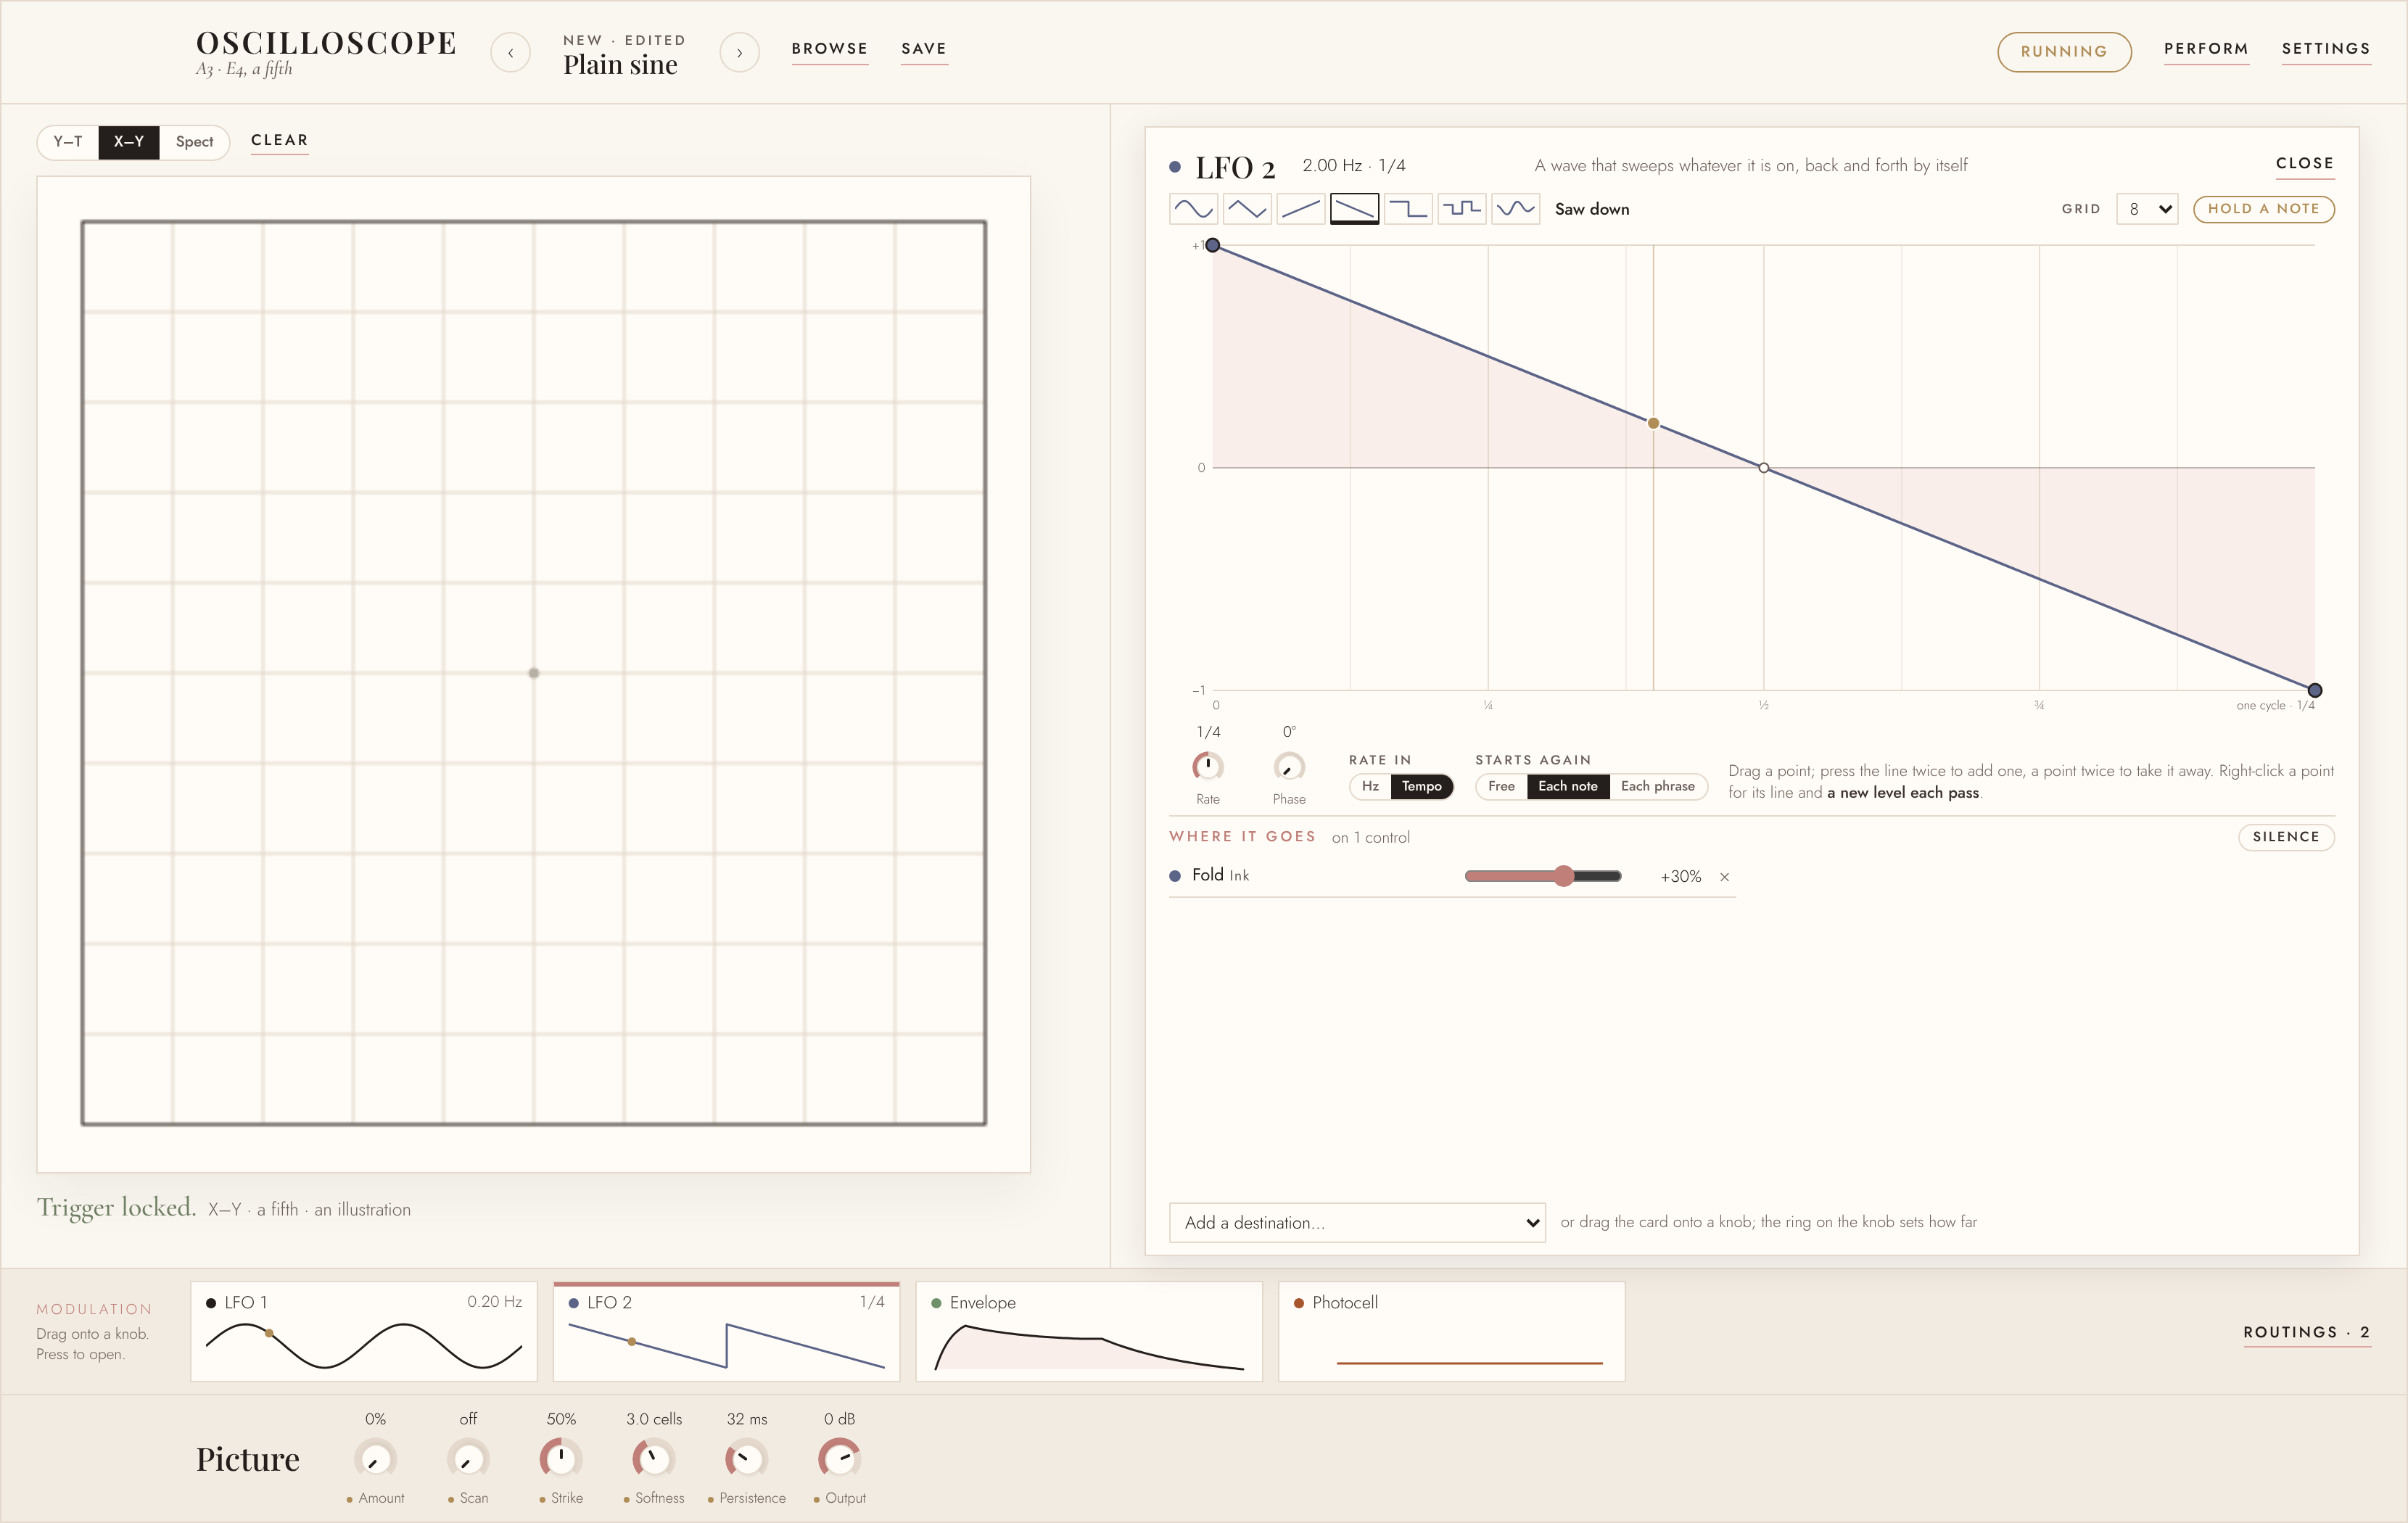 OSCILLOSCOPE
A3 · E4, a fifth
‹
NEW · EDITED
Plain sine
›
BROWSE
SAVE
RUNNING
PERFORM
SETTINGS
Y–T
X–Y
Spect
CLEAR
LFO 2
2.00 Hz · 1/4
A wave that sweeps whatever it is on, back and forth by itself
CLOSE
Saw down
GRID
8
HOLD A NOTE
+1
0
−1
0
¼
½
¾
one cycle · 1/4
1/4
0°
Rate
Phase
RATE IN
Hz
Tempo
STARTS AGAIN
Free
Each note
Each phrase
Drag a point; press the line twice to add one, a point twice to take it away. Right-click a point
for its line and a new level each pass.
WHERE IT GOES
on 1 control
SILENCE
Fold Ink
+30%
×
Trigger locked. X–Y · a fifth · an illustration
Add a destination...
or drag the card onto a knob; the ring on the knob sets how far
MODULATION
Drag onto a knob.
Press to open.
LFO 1
0.20 Hz
LFO 2
1/4
Envelope
Photocell
ROUTINGS · 2
Picture
0%
off
50%
3.0 cells
32 ms
0 dB
Amount
Scan
Strike
Softness
Persistence
Output